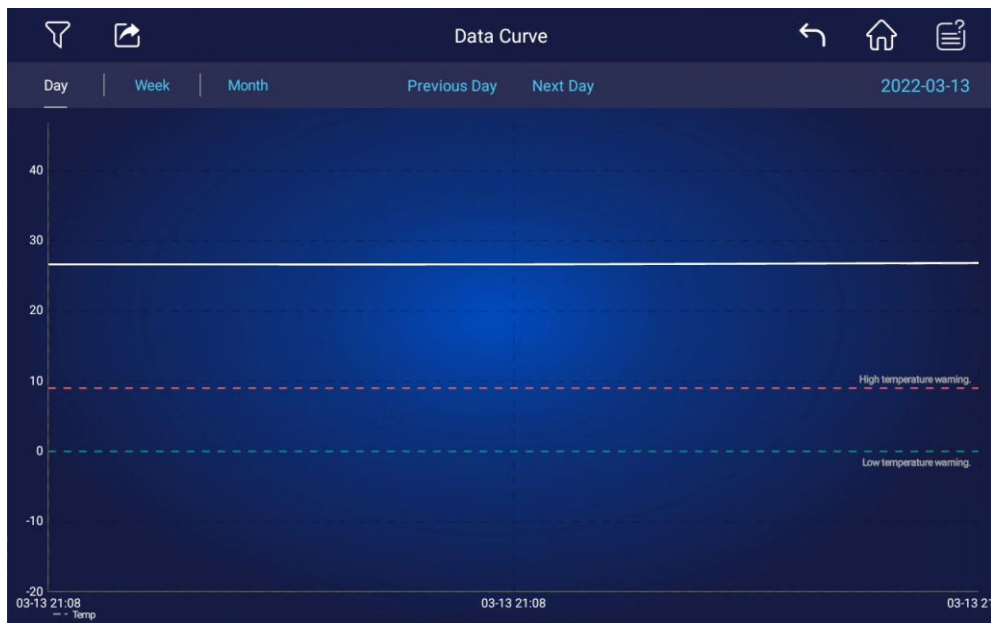 Data Curve
Day Week Month Previous Day Next Day 2022-03-13
40
30
20
10
High temperature warning.
0
Low temperature warning.
-10
-20
03-13 21:08 03-13 21:08 03-13 21
Temp